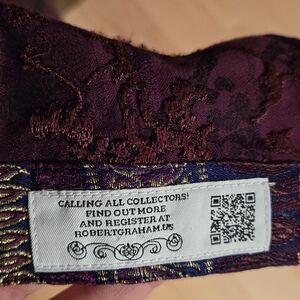 CALLING ALL COLLECTORS!
FIND OUT MORE
AND REGISTER AT
ROBERTGRAHAM.US